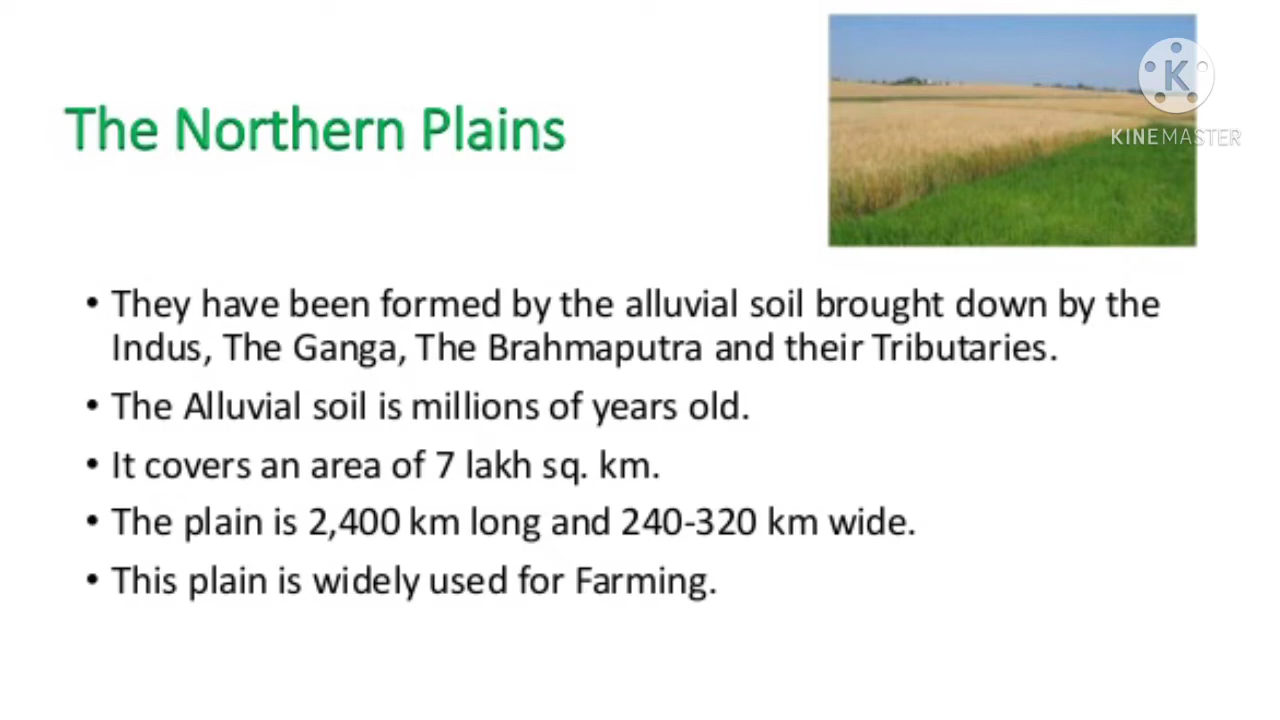 The Northern Plains
K
KINEMASTER
• They have been formed by the alluvial soil brought down by the
Indus, The Ganga, The Brahmaputra and their Tributaries.
• The Alluvial soil is millions of years old.
• It covers an area of 7 lakh sq. km.
• The plain is 2,400 km long and 240-320 km wide.
• This plain is widely used for Farming.